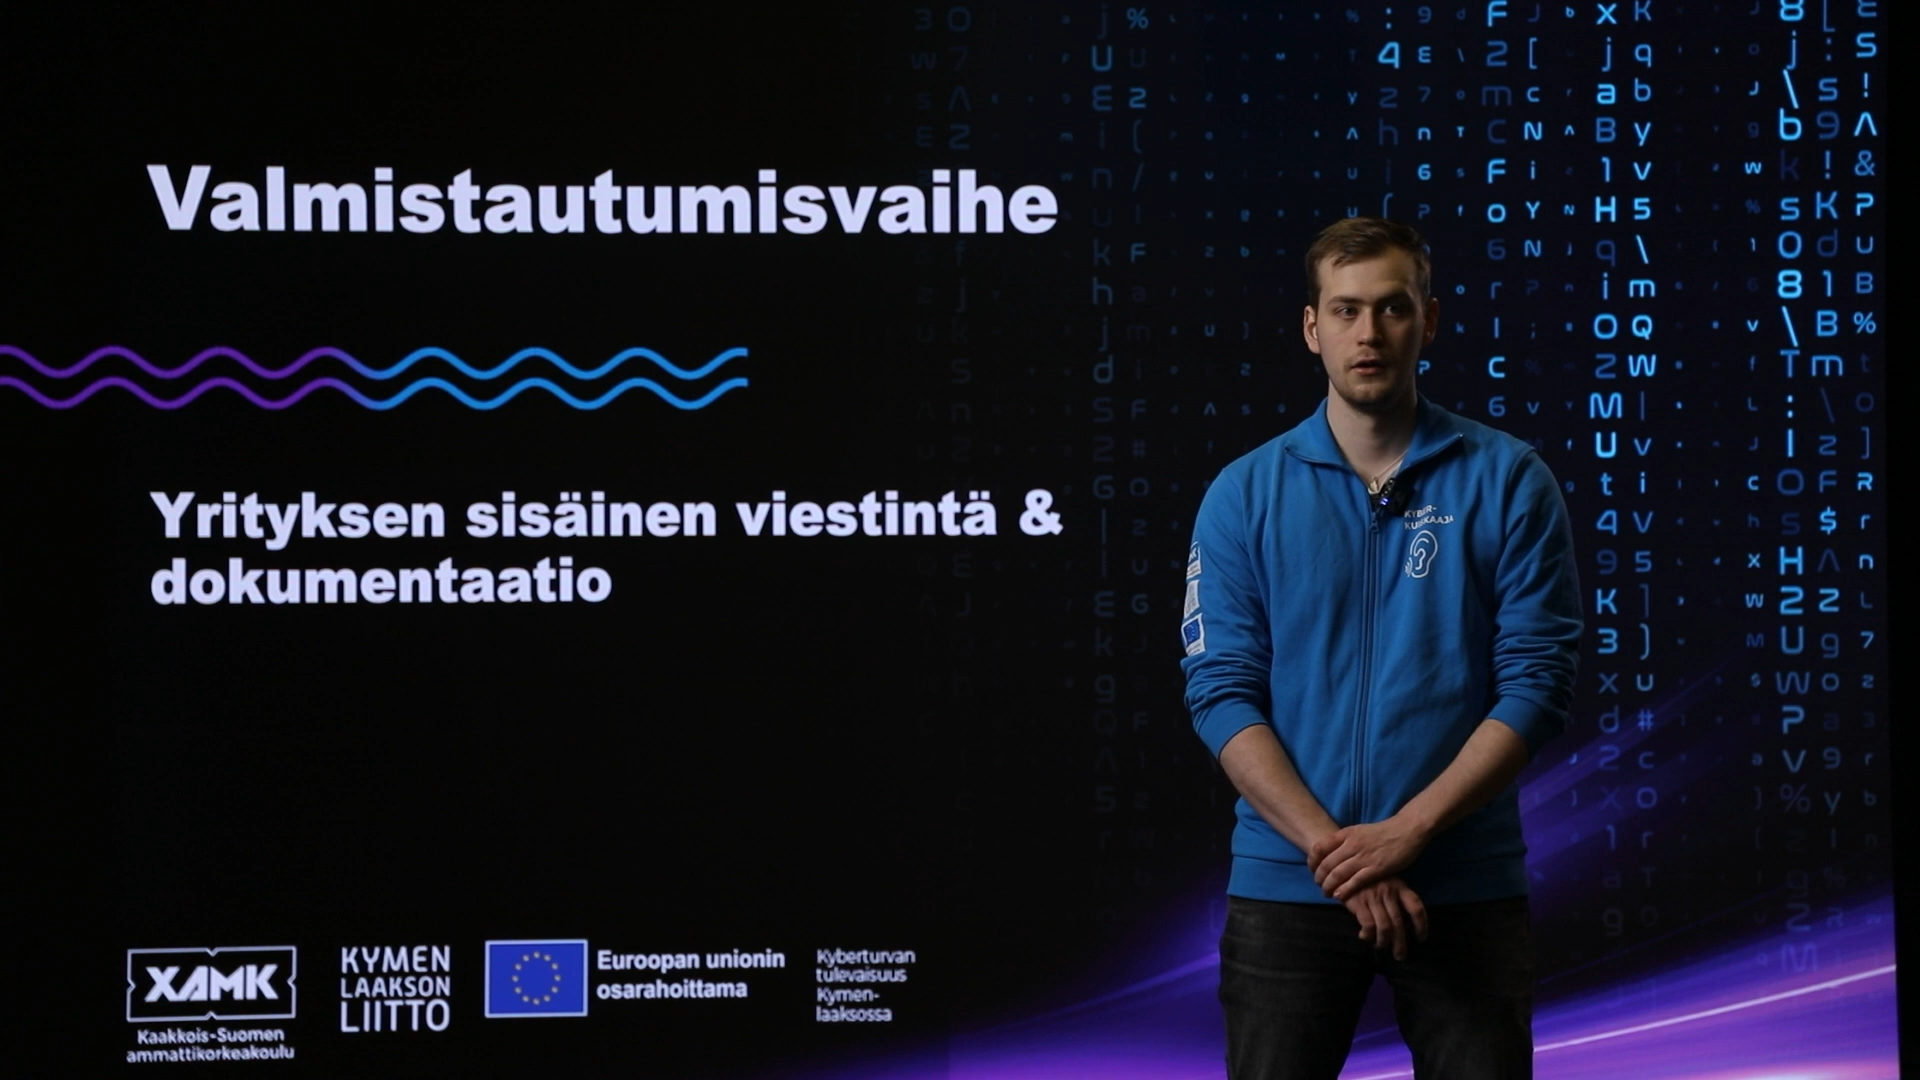 Valmistautumisvaihe
Yrityksen sisäinen viestintä &
dokumentaatio
XAMK
Kaakkois-Suomen
ammattikorkeakoulu
KYMEN
LAAKSON
LIITTO
Euroopan unionin
osarahoittama
Kyberturvan
tulevaisuus
Kymen-
laaksossa